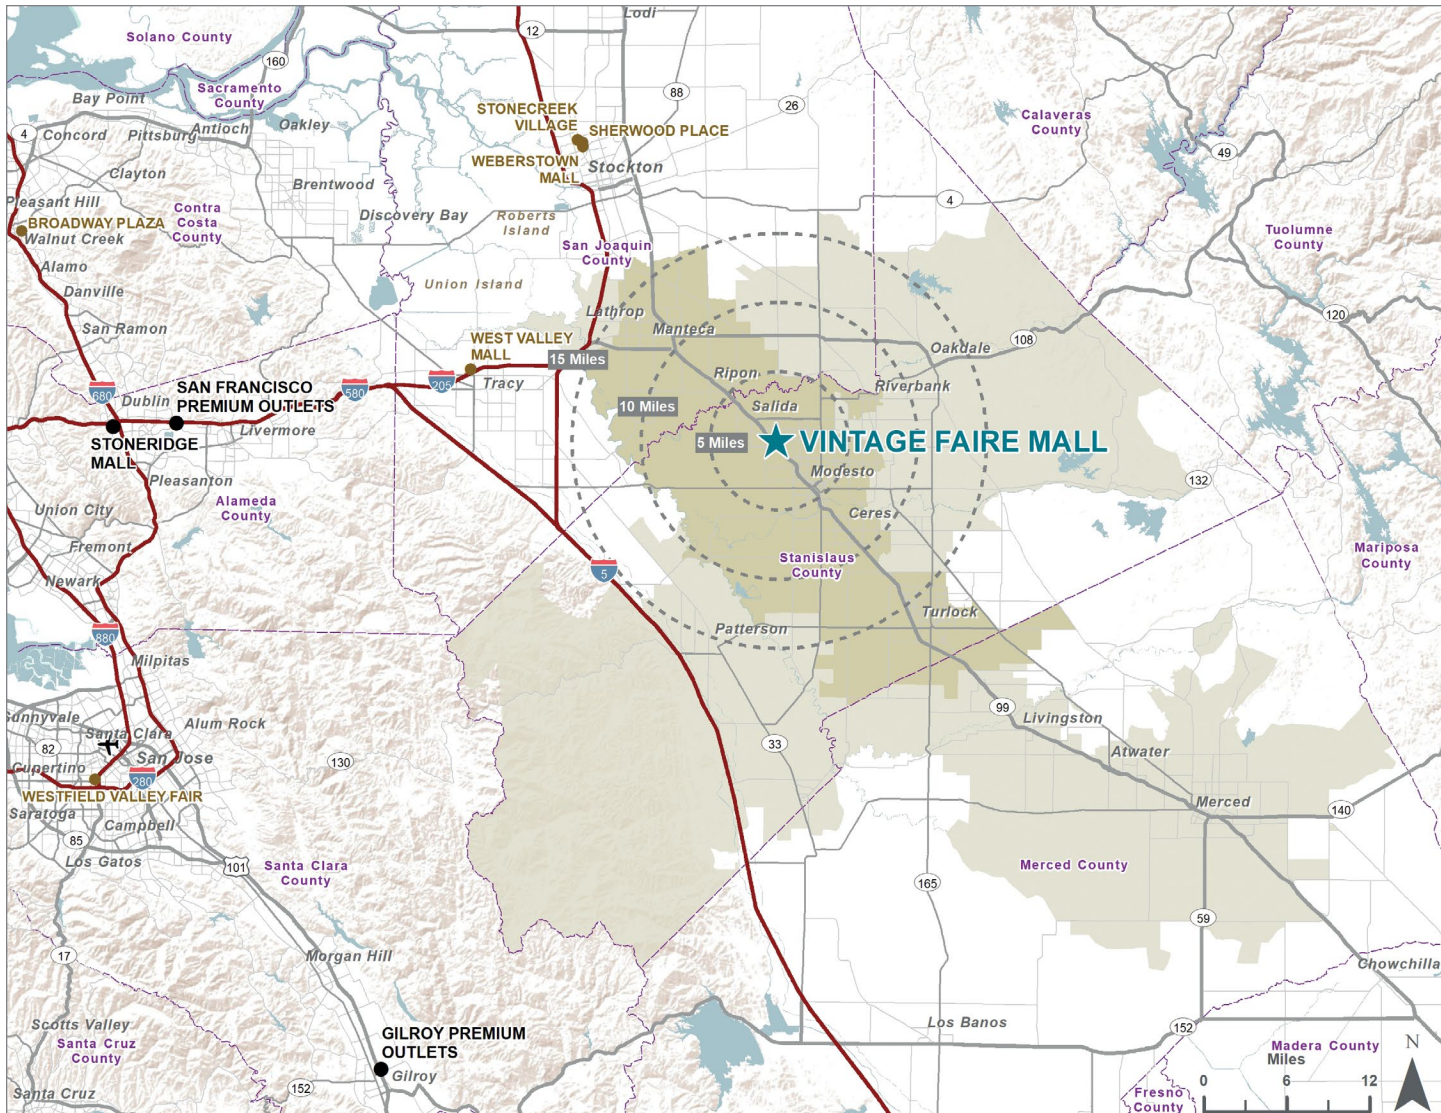 Lodi
Solano County
12
160
Sacramento
County
88
Bay Point
26
STONECREEK
VILLAGE
SHERWOOD PLACE
Calaveras
County
4
Concord
Pittsburg
Antioch
Oakley
49
WEBERSTOWN
MALL
Stockton
Clayton
Brentwood
Pleasant Hill
4
Contra
Costa
County
Discovery Bay
Roberts
Island
BROADWAY PLAZA
Walnut Creek
Tuolumne
County
San Joaquin
County
Alamo
Danville
Union Island
Lathrop
120
San Ramon
Manteca
WEST VALLEY
MALL
108
Oakdale
15 Miles
Ripon
205
Tracy
Riverbank
SAN FRANCISCO
PREMIUM OUTLETS
580
680
Dublin
10 Miles
Salida
Livermore
STONERIDGE
MALL
5 Miles
VINTAGE FAIRE MALL
Modesto
Pleasanton
132
Alameda
County
Union City
Ceres
Fremont
Mariposa
County
Stanislaus
County
5
Newark
Turlock
Patterson
880
Milpitas
99
Livingston
Sunnyvale
Alum Rock
Santa Clara
33
82
San Jose
Atwater
130
Cupertino
280
WESTFIELD VALLEY FAIR
Merced
140
Saratoga
Campbell
85
Los Gatos
101
Santa Clara
County
Merced County
165
59
17
Morgan Hill
Chowchilla
Scotts Valley
Santa Cruz
County
GILROY PREMIUM
OUTLETS
Los Banos
152
N
Madera County
Miles
Gilroy
0 6 12
152
Santa Cruz
Fresno
County